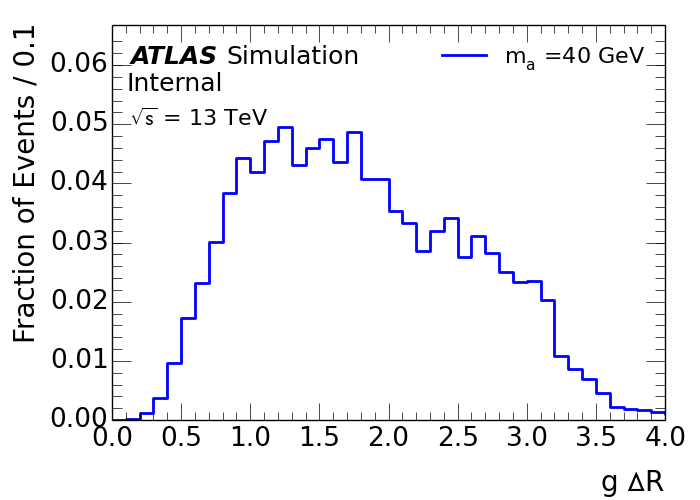 Fraction of Events / 0.1
0.06
0.05
0.04
0.03
0.02
0.01
0.00
ATLAS Simulation
Internal
√s = 13 TeV
mₐ =40 GeV
0.0 0.5 1.0 1.5 2.0 2.5 3.0 3.5 4.0
g ΔR